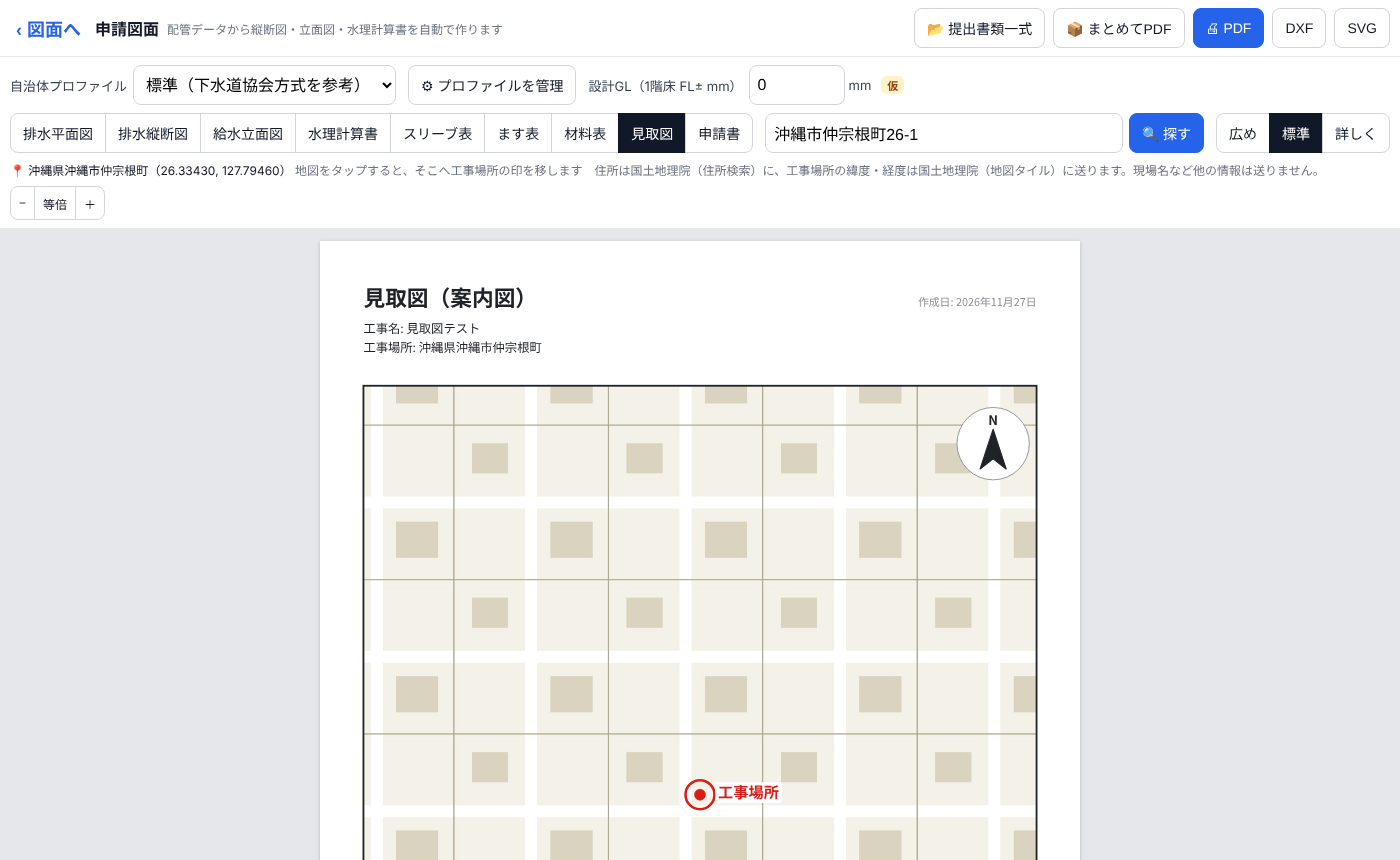 ‹ 図面へ 申請図面 配管データから縦断図・立面図・水理計算書を自動で作ります 📂 提出書類一式 📦 まとめてPDF 🖨 PDF DXF SVG
自治体プロファイル 標準（下水道協会方式を参考） ⚙ プロファイルを管理 設計GL（1階床 FL± mm） 0 mm 仮
排水平面図 排水縦断図 給水立面図 水理計算書 スリーブ表 ます表 材料表 見取図 申請書 沖縄市仲宗根町26-1 🔍 探す 広め 標準 詳しく
📍 沖縄県沖縄市仲宗根町（26.33430, 127.79460） 地図をタップすると、そこへ工事場所の印を移します 住所は国土地理院（住所検索）に、工事場所の緯度・経度は国土地理院（地図タイル）に送ります。現場名など他の情報は送りません。
− 等倍 ＋
見取図（案内図）
作成日: 2026年11月27日
工事名: 見取図テスト
工事場所: 沖縄県沖縄市仲宗根町
N
工事場所